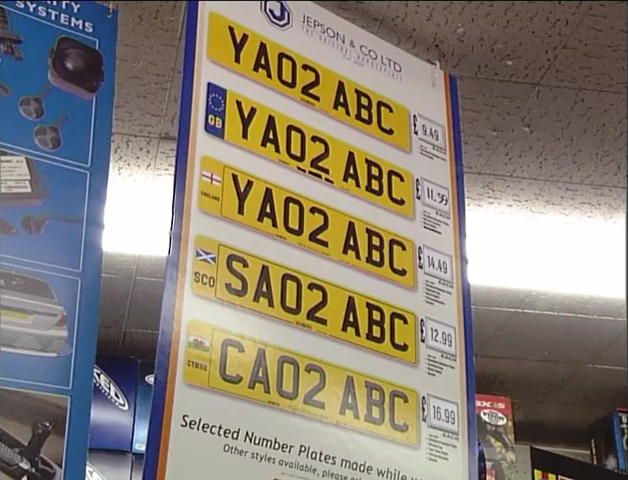 SYSTEMS
JEPSON & CO.LTD
YA02 ABC
£ 9.49
GB YA02 ABC
£ 11.99
ENGLAND YA02 ABC
£ 14.49
SCO SA02 ABC
£ 12.99
CYMRU CA02 ABC
£ 16.99
Selected Number Plates made while
Other styles available, please